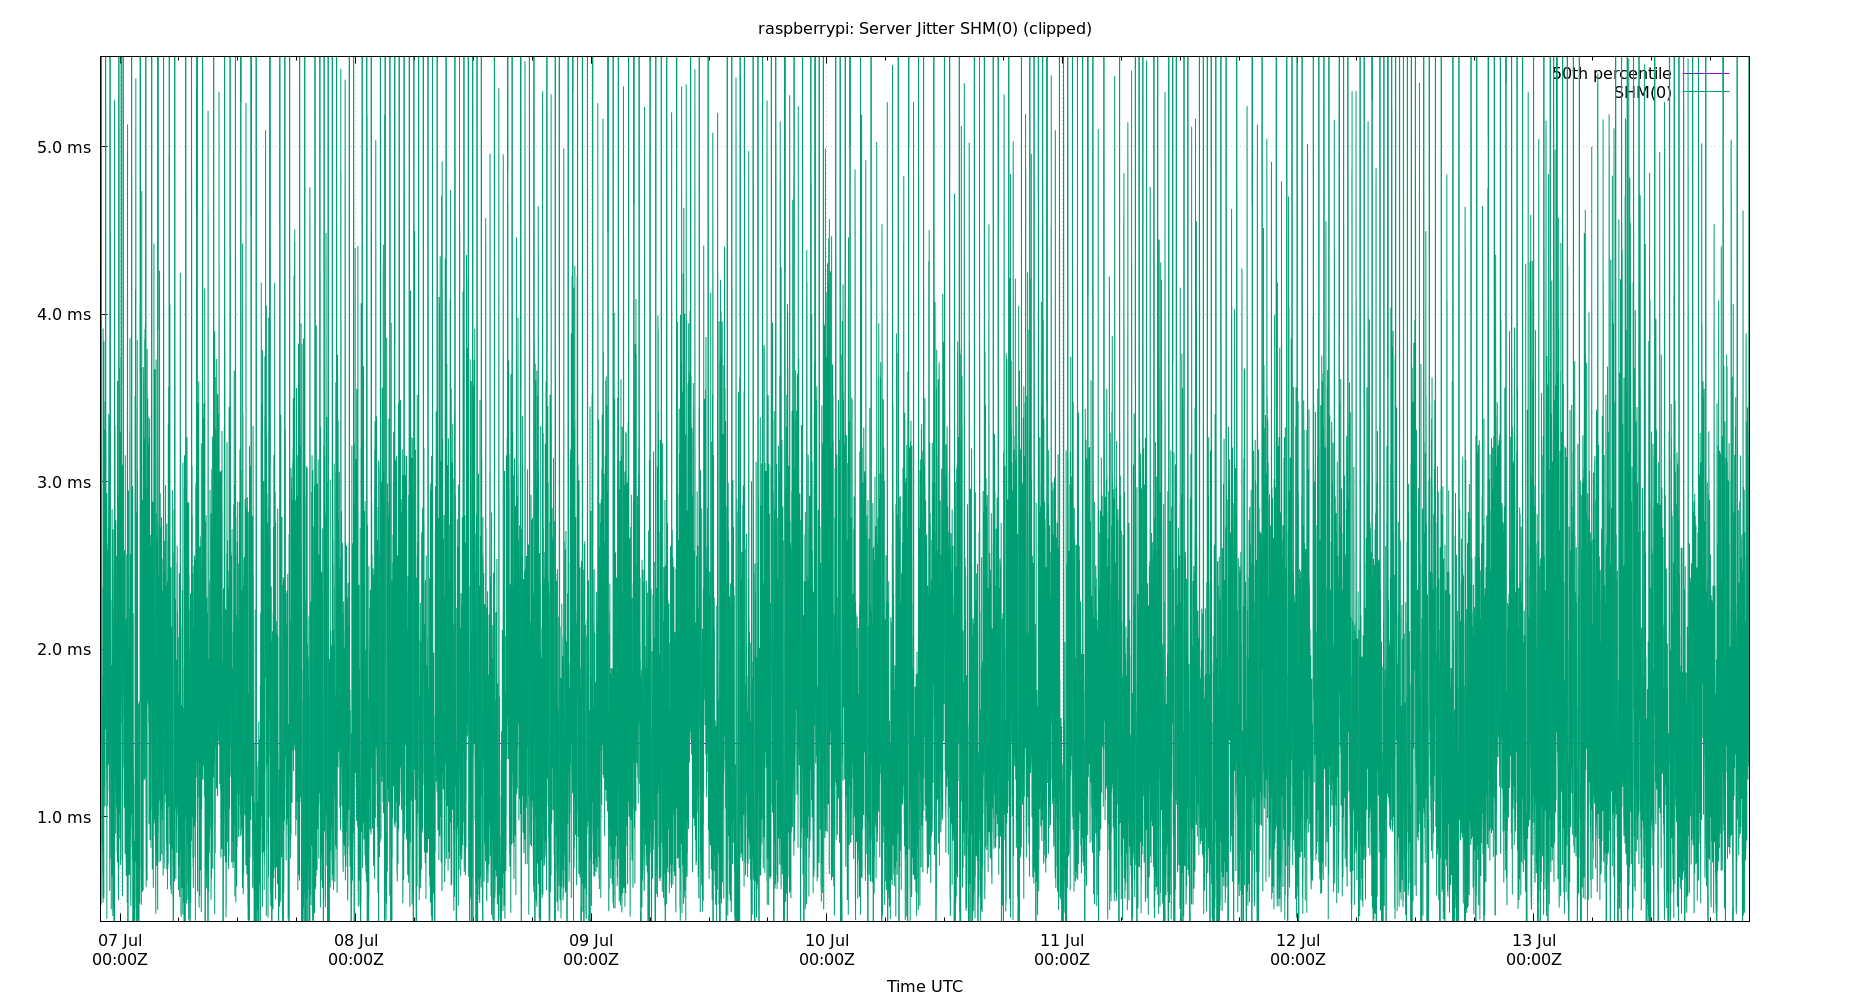 raspberrypi: Server Jitter SHM(0) (clipped)
50th percentile
SHM(0)
5.0 ms
4.0 ms
3.0 ms
2.0 ms
1.0 ms
07 Jul 08 Jul 09 Jul 10 Jul 11 Jul 12 Jul 13 Jul
00:00Z 00:00Z 00:00Z 00:00Z 00:00Z 00:00Z 00:00Z
Time UTC